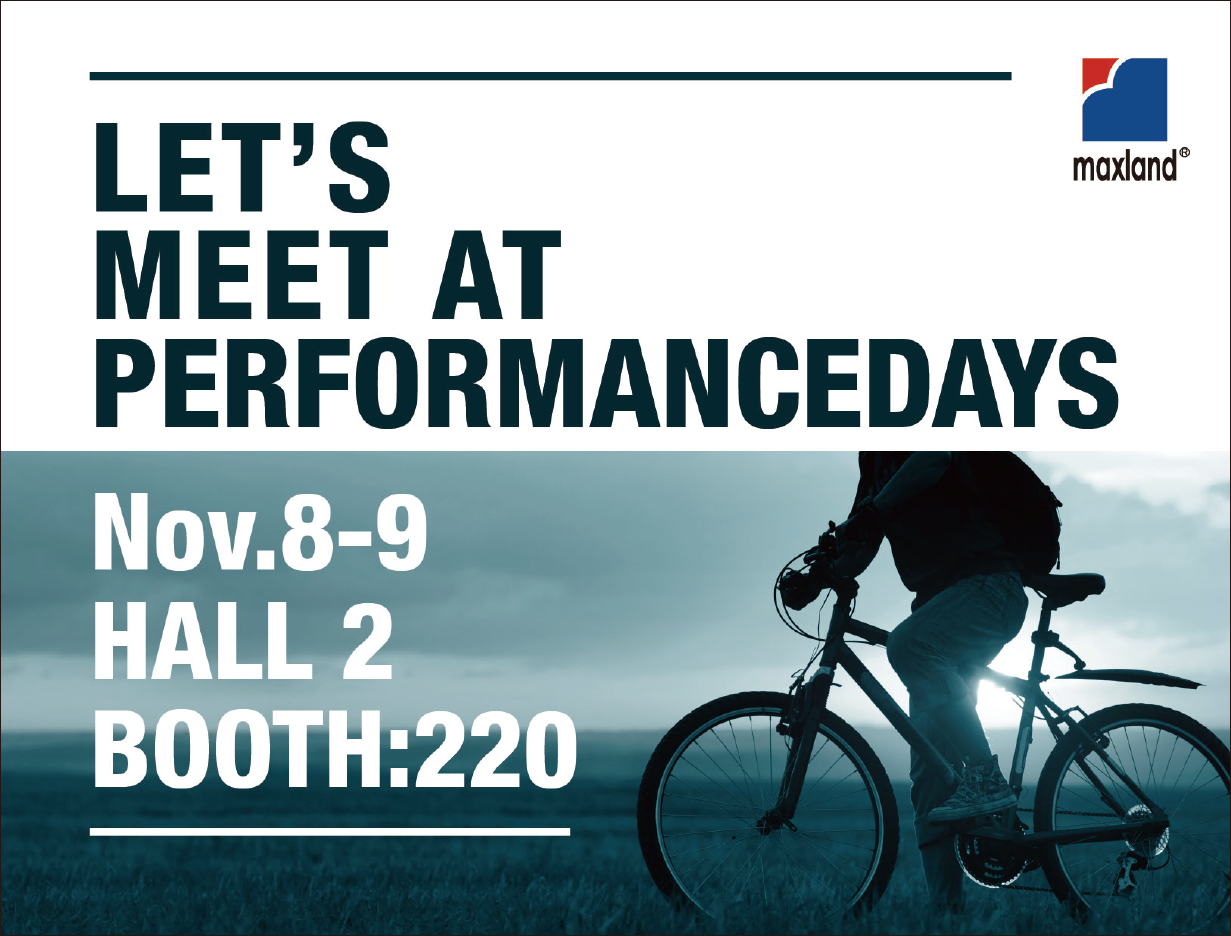 LET'S
MEET AT
PERFORMANCEDAYS
maxland®
Nov.8-9
HALL 2
BOOTH:220